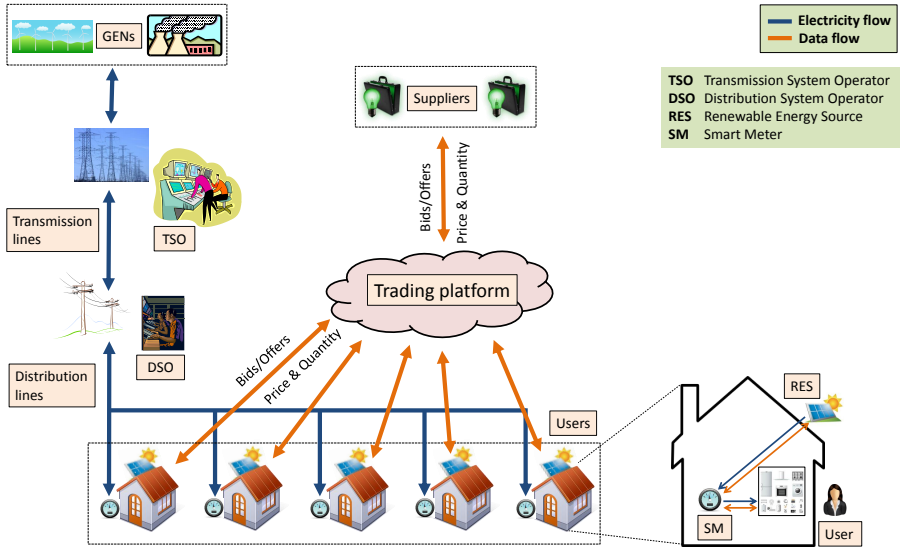 GENs
Electricity flow
Data flow
Suppliers
TSO Transmission System Operator
DSO Distribution System Operator
RES Renewable Energy Source
SM Smart Meter
Bids/Offers
Price & Quantity
Transmission
lines
TSO
Trading platform
DSO
Bids/Offers
Price & Quantity
Distribution
lines
Users
RES
SM
User